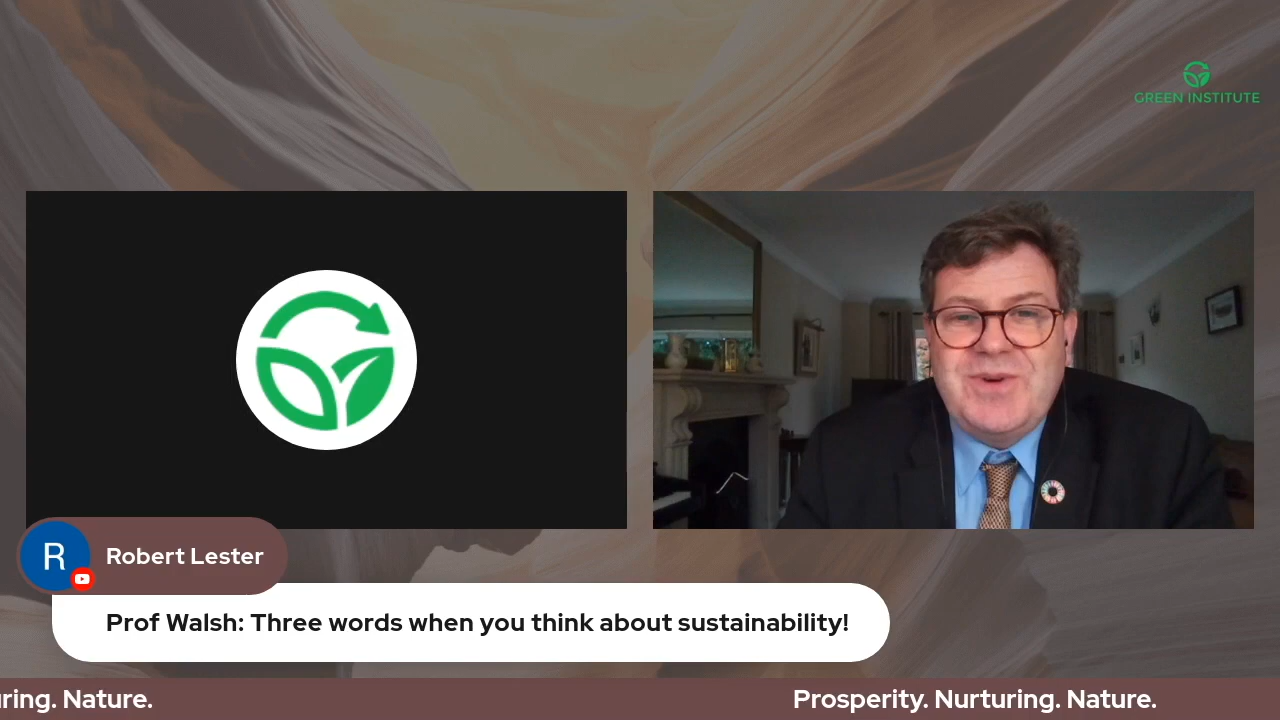 GREEN INSTITUTE
R
Robert Lester
Prof Walsh: Three words when you think about sustainability!
uring. Nature.
Prosperity. Nurturing. Nature.